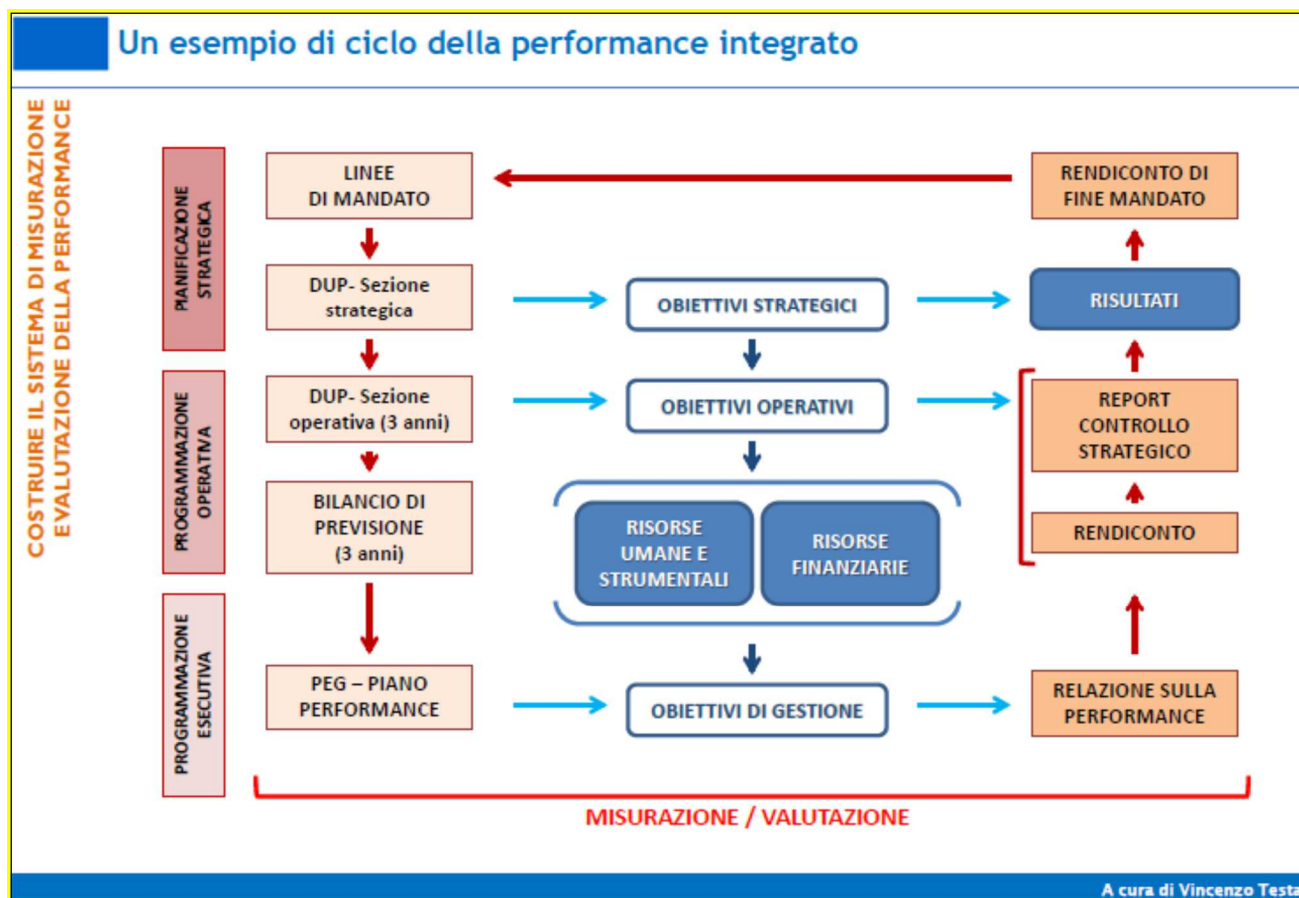 Un esempio di ciclo della performance integrato
COSTRUIRE IL SISTEMA DI MISURAZIONE
EVALUTAZIONE DELLA PERFORMANCE
PIANIFICAZIONE
STRATEGICA
LINEE
DI MANDATO
RENDICONTO DI
FINE MANDATO
DUP- Sezione
strategica
OBIETTIVI STRATEGICI
RISULTATI
PROGRAMMAZIONE
OPERATIVA
DUP- Sezione
operativa (3 anni)
OBIETTIVI OPERATIVI
REPORT
CONTROLLO
STRATEGICO
BILANCIO DI
PREVISIONE
(3 anni)
RISORSE
UMANE E
STRUMENTALI
RISORSE
FINANZIARIE
RENDICONTO
PROGRAMMAZIONE
ESECUTIVA
PEG – PIANO
PERFORMANCE
OBIETTIVI DI GESTIONE
RELAZIONE SULLA
PERFORMANCE
MISURAZIONE / VALUTAZIONE
A cura di Vincenzo Testa